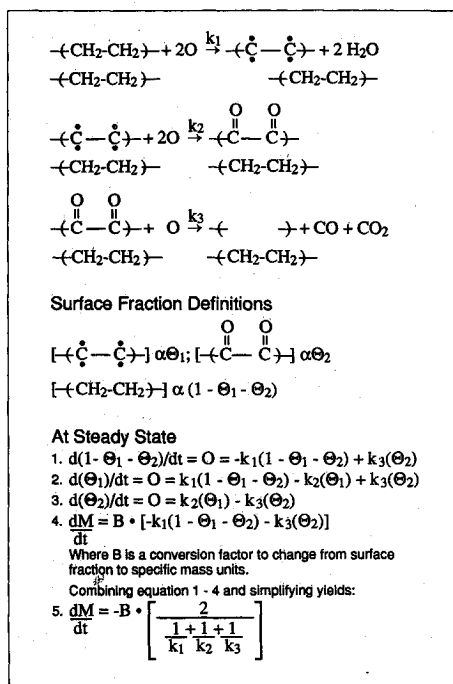 k1
-(CH2-CH2)- + 2O → -(Ċ — Ċ)- + 2 H2O
-(CH2-CH2)- -(CH2-CH2)-
k2 O O
-(Ċ — Ċ)- + 2O → -(C — C)-
-(CH2-CH2)- -(CH2-CH2)-
O O
-(C — C)- + O k3 → -( )- + CO + CO2
-(CH2-CH2)- -(CH2-CH2)-
Surface Fraction Definitions
O O
[-(Ċ — Ċ)-] αΘ1; [-(C — C)-] αΘ2
[-(CH2-CH2)-] α (1 - Θ1 - Θ2)
At Steady State
1. d(1- Θ1 - Θ2)/dt = O = -k1(1 - Θ1 - Θ2) + k3(Θ2)
2. d(Θ1)/dt = O = k1(1 - Θ1 - Θ2) - k2(Θ1) + k3(Θ2)
3. d(Θ2)/dt = O = k2(Θ1) - k3(Θ2)
4. dM/dt = B • [-k1(1 - Θ1 - Θ2) - k3(Θ2)]
Where B is a conversion factor to change from surface
fraction to specific mass units.
Combining equation 1 - 4 and simplifying yields:
5. dM/dt = -B • [2 / (1/k1 + 1/k2 + 1/k3)]